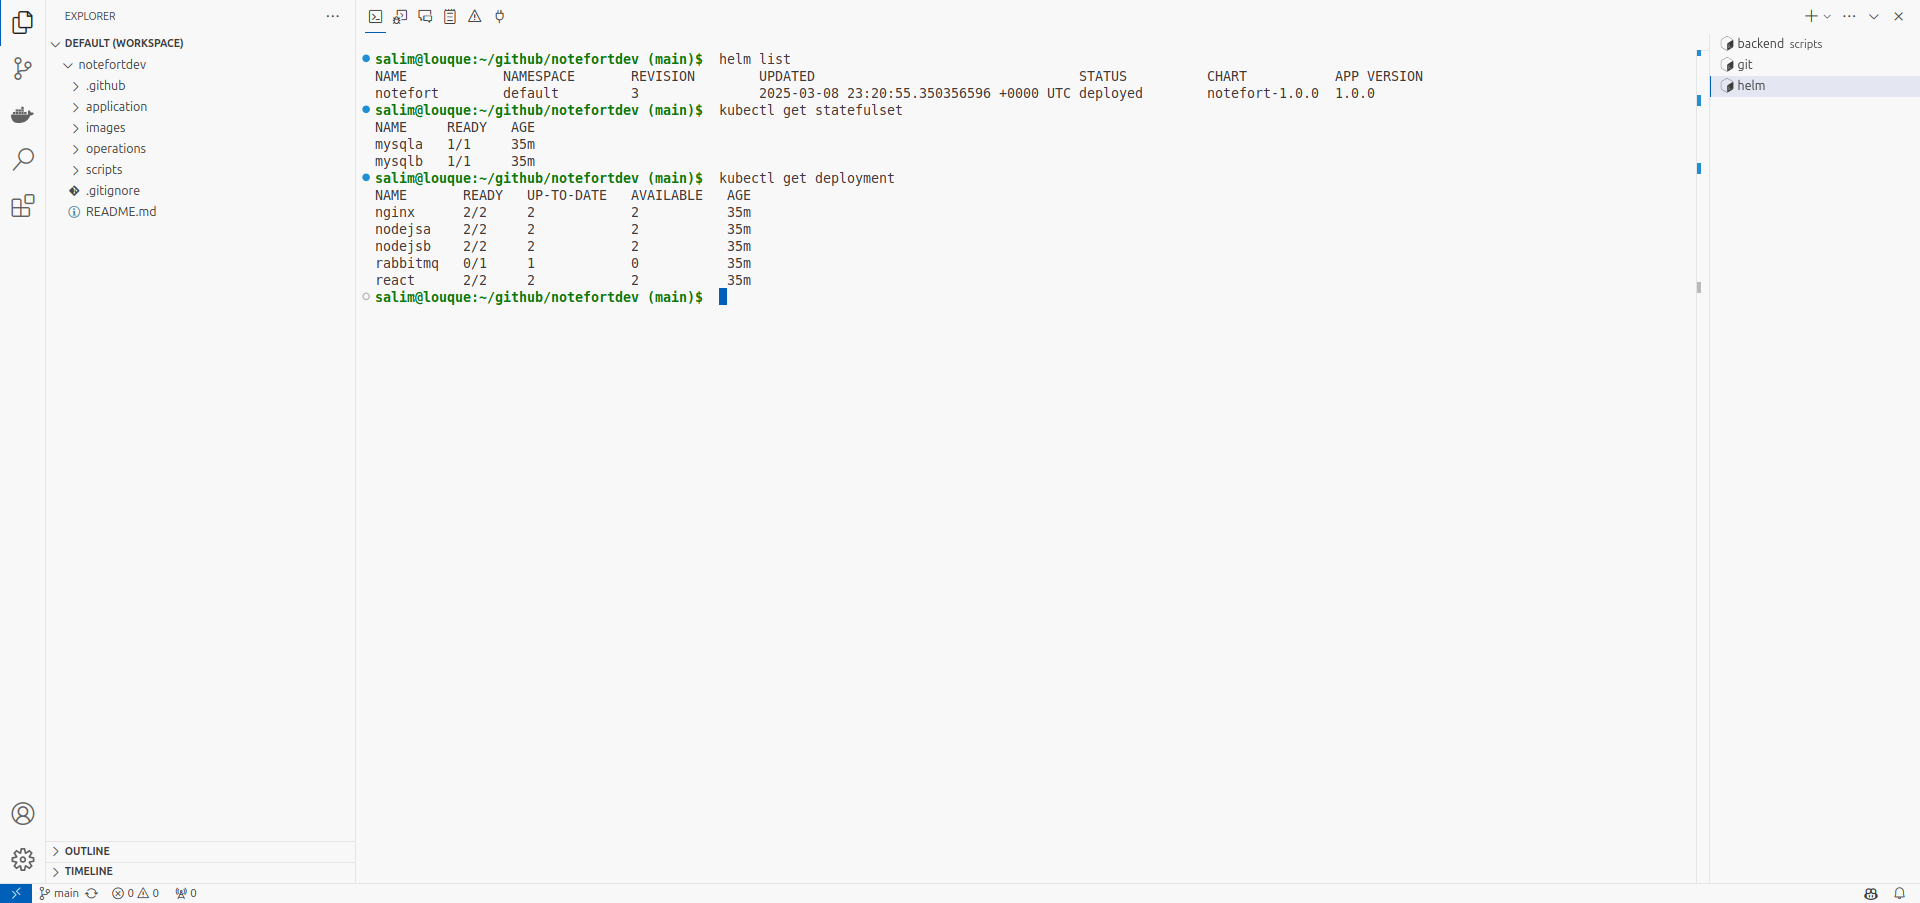 EXPLORER
DEFAULT (WORKSPACE)
notefortdev
.github
application
images
operations
scripts
.gitignore
README.md
OUTLINE
TIMELINE
salim@louque:~/github/notefortdev (main)$ helm list
NAME NAMESPACE REVISION UPDATED STATUS CHART APP VERSION
notefort default 3 2025-03-08 23:20:55.350356596 +0000 UTC deployed notefort-1.0.0 1.0.0
salim@louque:~/github/notefortdev (main)$ kubectl get statefulset
NAME READY AGE
mysqla 1/1 35m
mysqlb 1/1 35m
salim@louque:~/github/notefortdev (main)$ kubectl get deployment
NAME READY UP-TO-DATE AVAILABLE AGE
nginx 2/2 2 2 35m
nodejsa 2/2 2 2 35m
nodejsb 2/2 2 2 35m
rabbitmq 0/1 1 0 35m
react 2/2 2 2 35m
salim@louque:~/github/notefortdev (main)$
backend scripts
git
helm
main 0 0 0